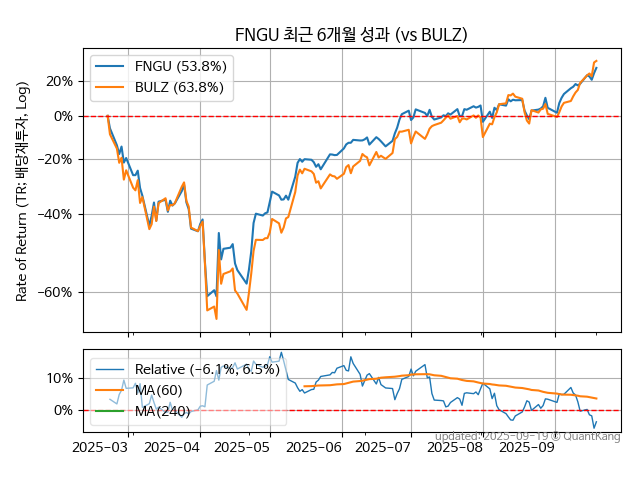 FNGU 최근 6개월 성과 (vs BULZ)
FNGU (53.8%)
BULZ (63.8%)
20%
0%
−20%
−40%
−60%
Rate of Return (TR: 배당재투자, Log)
Relative (−6.1%, 6.5%)
MA(60)
MA(240)
10%
0%
2025−03 2025−04 2025−05 2025−06 2025−07 2025−08 2025−09
updated: 2025-09-19 © QuantKang